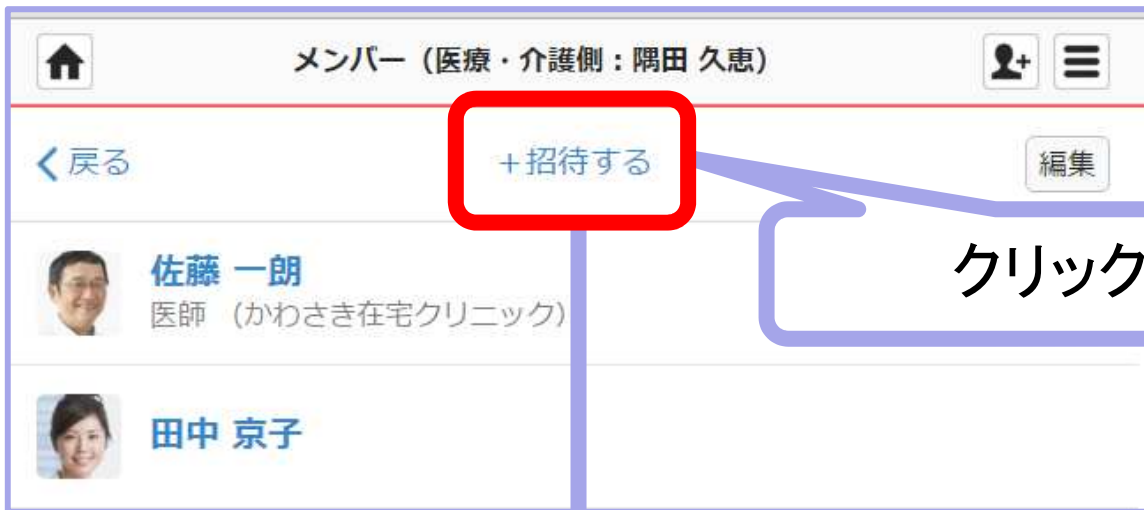 メンバー（医療・介護側：隅田 久恵）
戻る
+招待する
編集
クリック
佐藤 一朗
医師 （かわさき在宅クリニック）
田中 京子